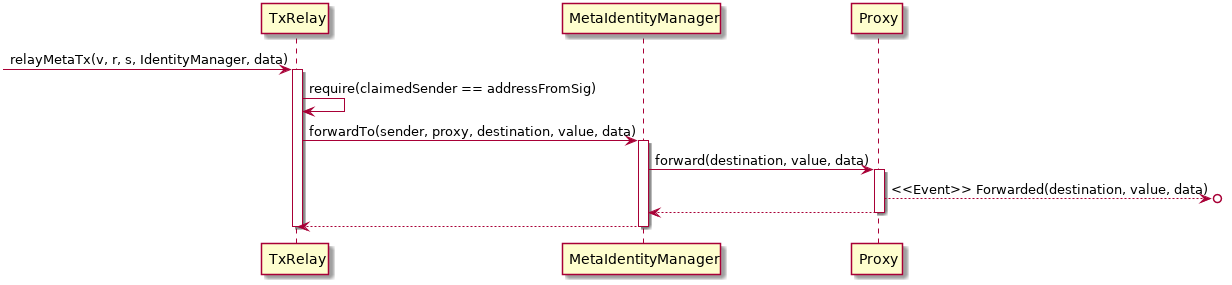 TxRelay
MetaIdentityManager
Proxy
relayMetaTx(v, r, s, IdentityManager, data)
require(claimedSender == addressFromSig)
forwardTo(sender, proxy, destination, value, data)
forward(destination, value, data)
<<Event>> Forwarded(destination, value, data)
TxRelay
MetaIdentityManager
Proxy